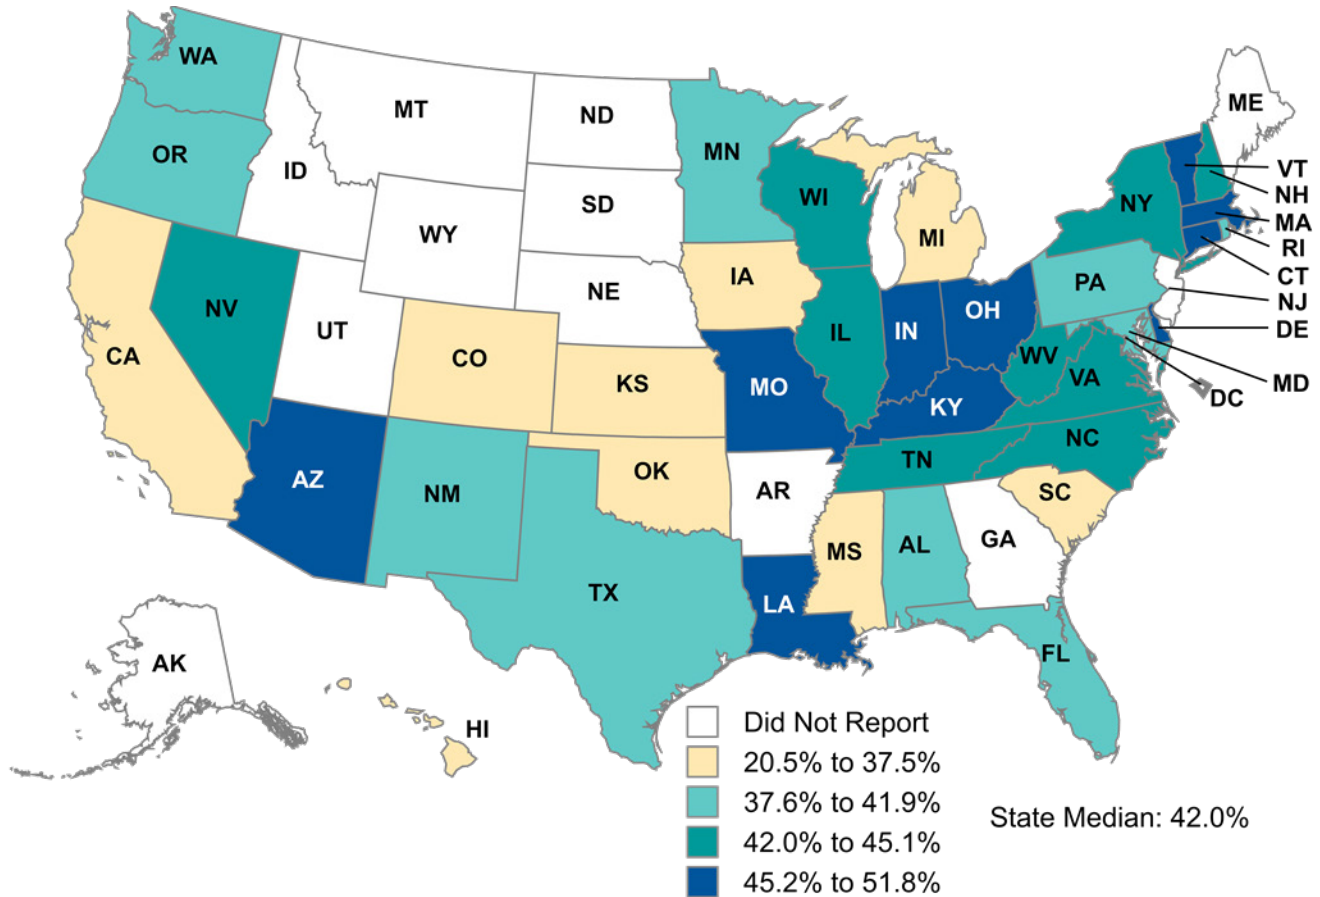 WA
MT
ND
MN
ME
OR
ID
SD
WI
NY
VT
NH
MA
RI
CT
NJ
DE
MD
DC
WY
MI
IA
NE
PA
NV
UT
CO
IL
IN
OH
WV
VA
CA
KS
MO
KY
NC
TN
AZ
NM
OK
AR
SC
MS
AL
GA
TX
LA
FL
AK
HI
Did Not Report
20.5% to 37.5%
37.6% to 41.9%
42.0% to 45.1%
45.2% to 51.8%
State Median: 42.0%